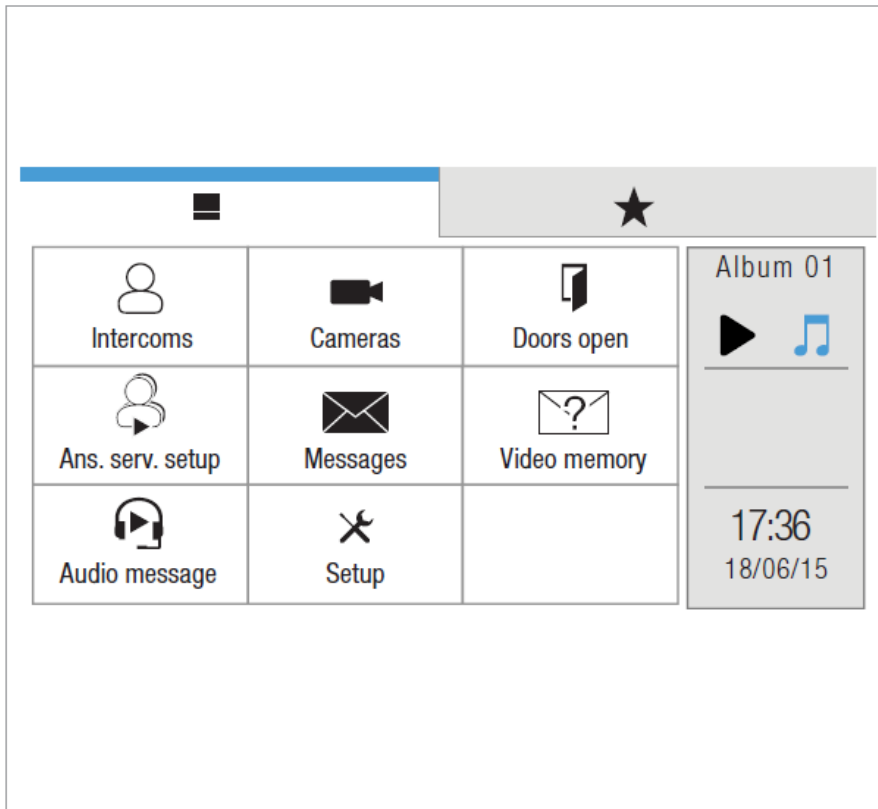 Intercoms
Cameras
Doors open
Album 01
Ans. serv. setup
Messages
Video memory
Audio message
Setup
17:36
18/06/15